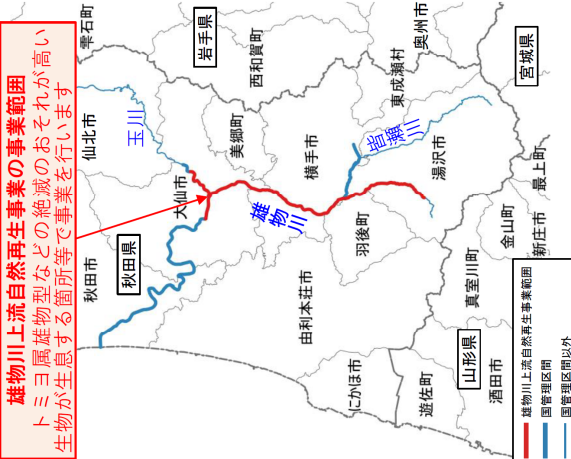 雄物川上流自然再生事業の事業範囲
トミヨ属雄物型などの絶滅のおそれが高い
生物が生息する箇所等で事業を行います
雫石町
仙北市
玉川
岩手県
西和賀町
奥州市
秋田市
秋田県
大仙市
美郷町
横手市
東成瀬村
皆瀬川
宮城県
雄物川
湯沢市
羽後町
由利本荘市
最上町
金山町
新庄市
真室川町
にかほ市
遊佐町
山形県
酒田市
雄物川上流自然再生事業範囲
国管理区間
国管理区間以外